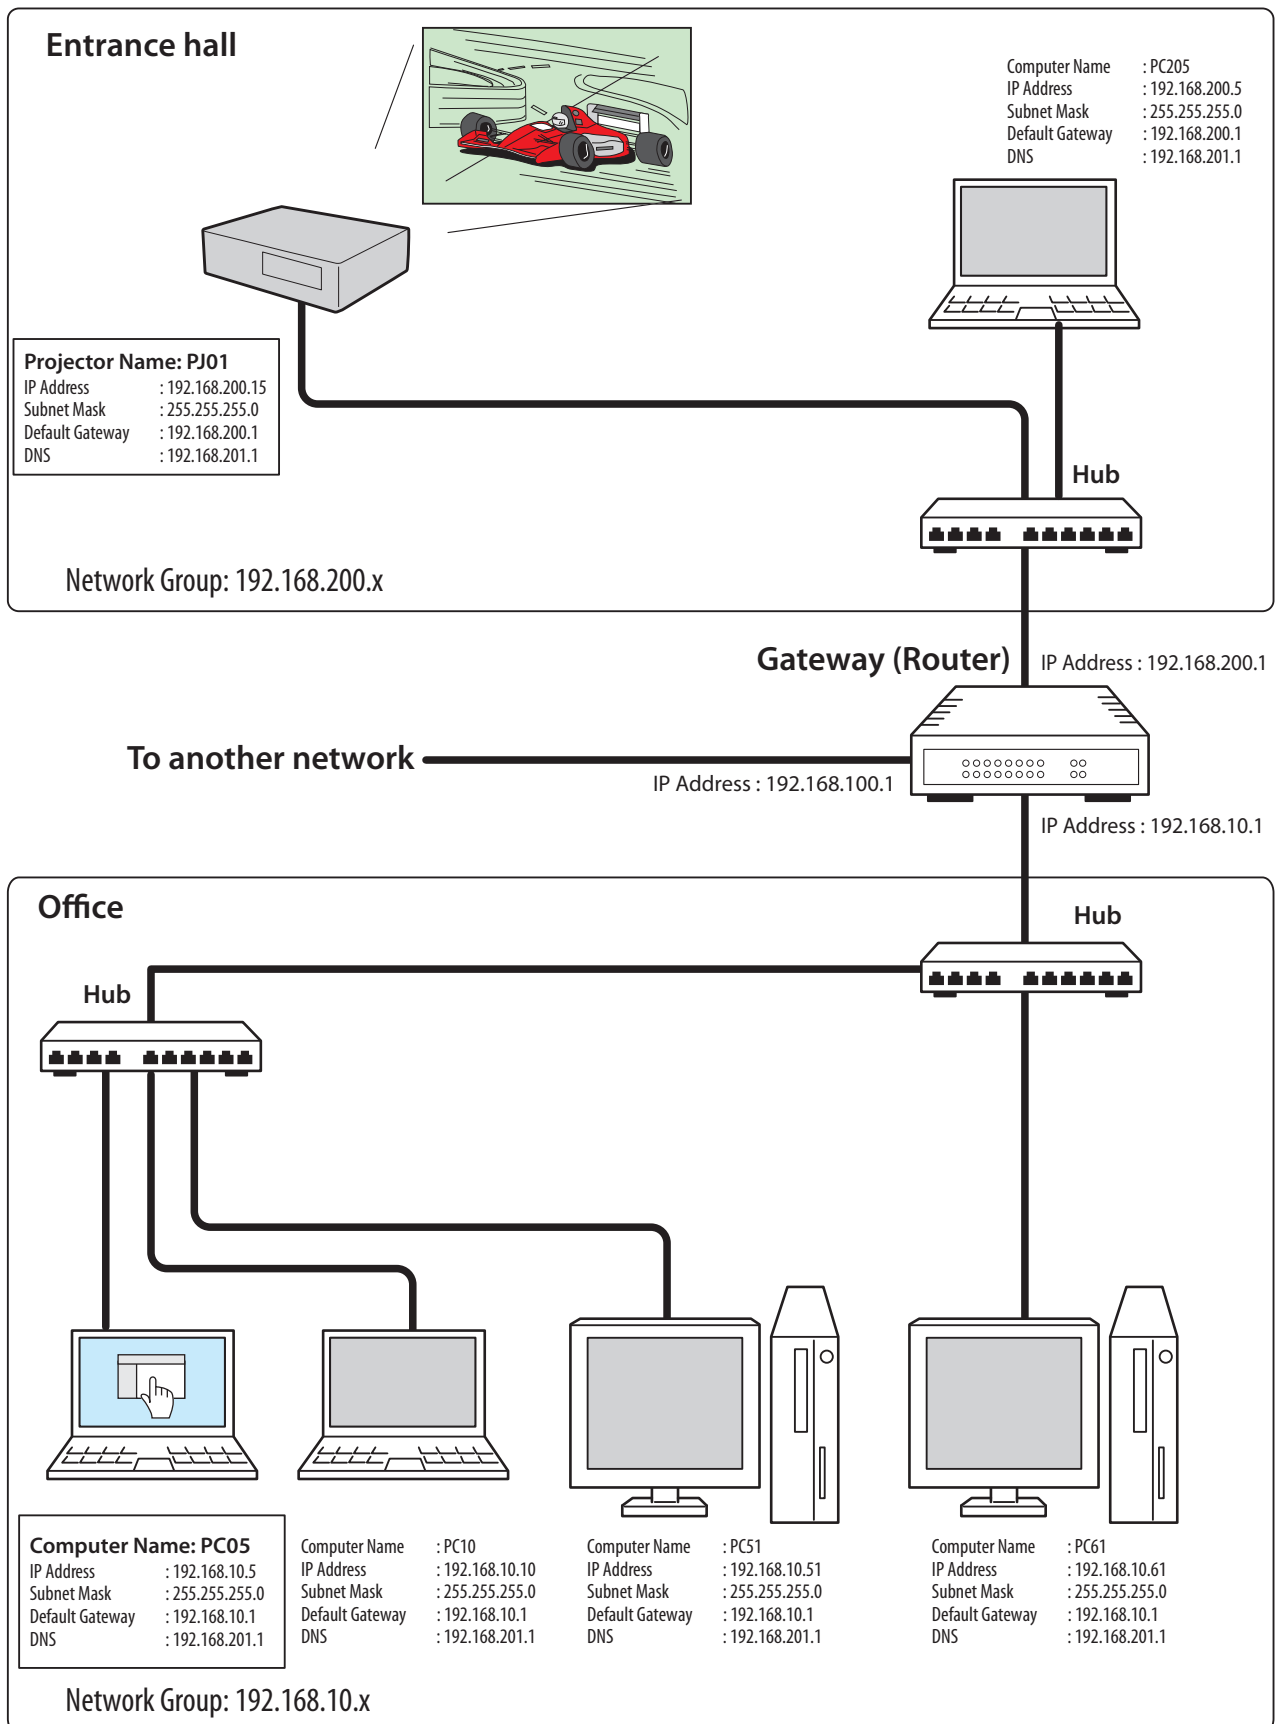 Entrance hall
Computer Name : PC205
IP Address : 192.168.200.5
Subnet Mask : 255.255.255.0
Default Gateway : 192.168.200.1
DNS : 192.168.201.1
Projector Name: PJ01
IP Address : 192.168.200.15
Subnet Mask : 255.255.255.0
Default Gateway : 192.168.200.1
DNS : 192.168.201.1
Hub
Network Group: 192.168.200.x
Gateway (Router)
IP Address : 192.168.200.1
To another network
IP Address : 192.168.100.1
IP Address : 192.168.10.1
Office
Hub
Hub
Computer Name: PC05
IP Address : 192.168.10.5
Subnet Mask : 255.255.255.0
Default Gateway : 192.168.10.1
DNS : 192.168.201.1
Computer Name : PC10
IP Address : 192.168.10.10
Subnet Mask : 255.255.255.0
Default Gateway : 192.168.10.1
DNS : 192.168.201.1
Computer Name : PC51
IP Address : 192.168.10.51
Subnet Mask : 255.255.255.0
Default Gateway : 192.168.10.1
DNS : 192.168.201.1
Computer Name : PC61
IP Address : 192.168.10.61
Subnet Mask : 255.255.255.0
Default Gateway : 192.168.10.1
DNS : 192.168.201.1
Network Group: 192.168.10.x